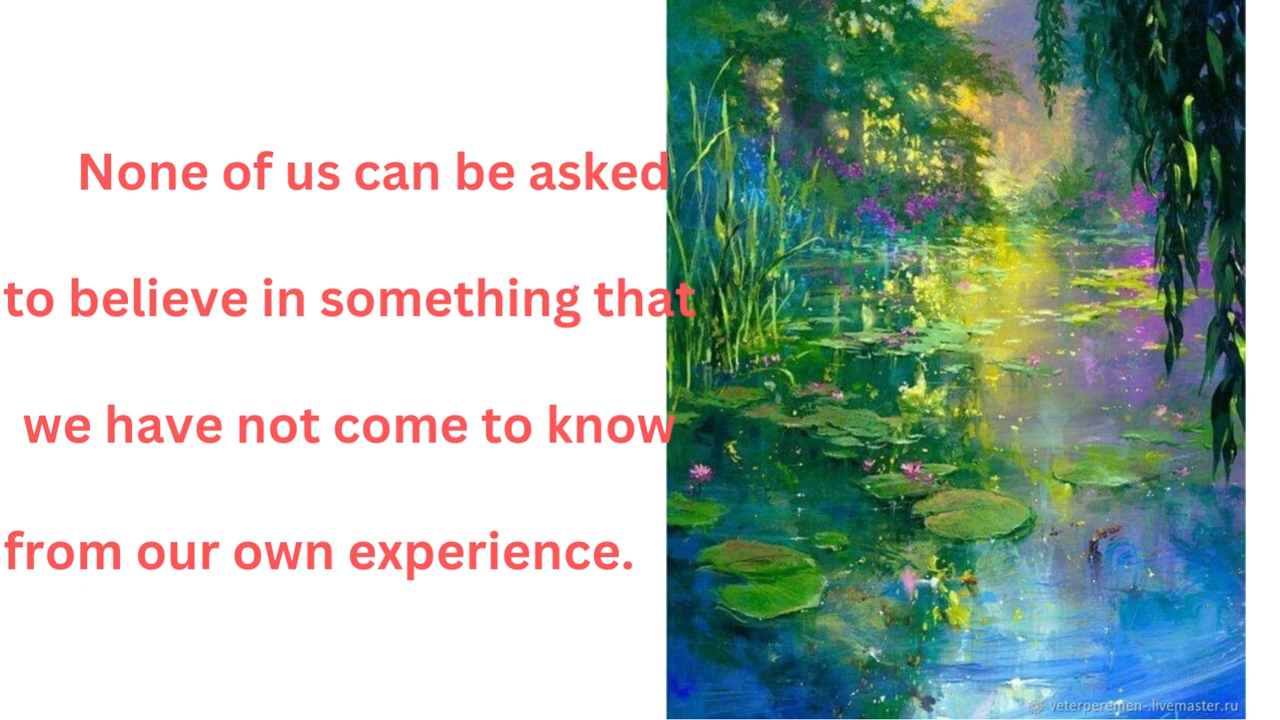 None of us can be asked
to believe in something that
we have not come to know
from our own experience.
veterperemen-.livemaster.ru